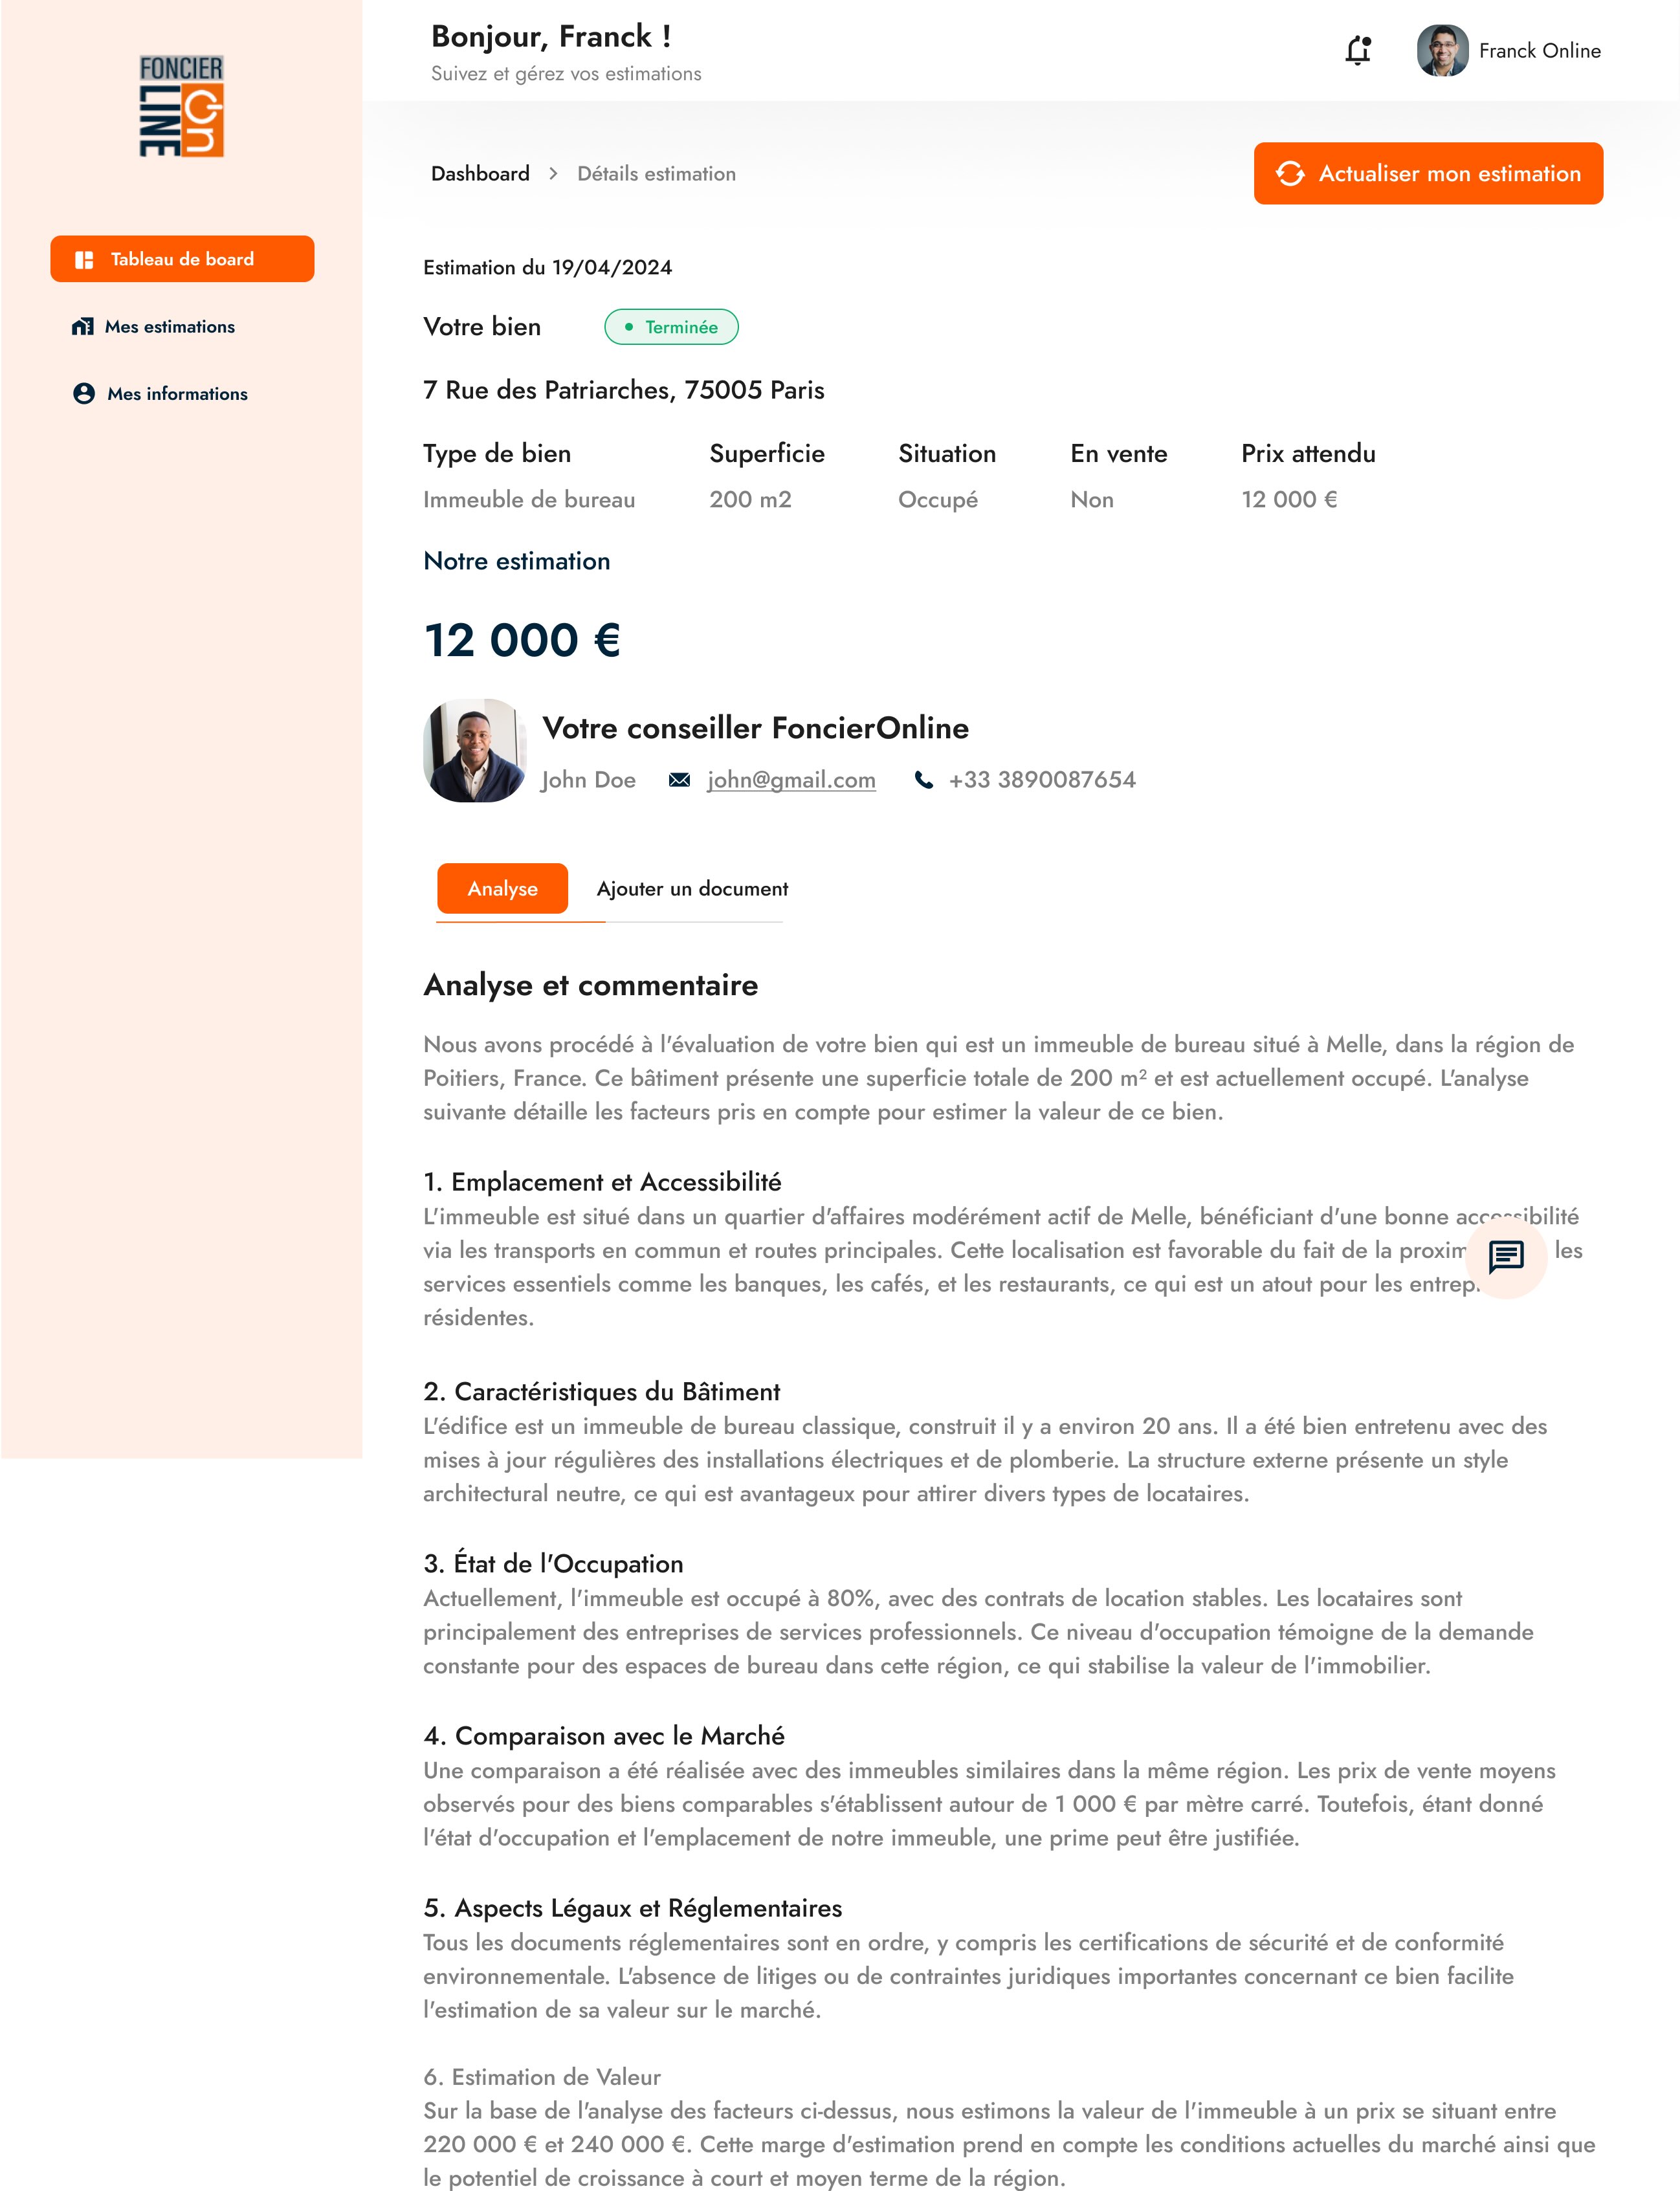 FONCIER
LINE
On
Tableau de board
Mes estimations
Mes informations
Bonjour, Franck !
Suivez et gérez vos estimations
Franck Online
Dashboard > Détails estimation
Actualiser mon estimation
Estimation du 19/04/2024
Votre bien
Terminée
7 Rue des Patriarches, 75005 Paris
Type de bien Superficie Situation En vente Prix attendu
Immeuble de bureau 200 m2 Occupé Non 12 000 €
Notre estimation
12 000 €
Votre conseiller FoncierOnline
John Doe john@gmail.com +33 3890087654
Analyse Ajouter un document
Analyse et commentaire
Nous avons procédé à l'évaluation de votre bien qui est un immeuble de bureau situé à Melle, dans la région de
Poitiers, France. Ce bâtiment présente une superficie totale de 200 m² et est actuellement occupé. L'analyse
suivante détaille les facteurs pris en compte pour estimer la valeur de ce bien.
1. Emplacement et Accessibilité
L'immeuble est situé dans un quartier d'affaires modérément actif de Melle, bénéficiant d'une bonne accessibilité
via les transports en commun et routes principales. Cette localisation est favorable du fait de la proxim les
services essentiels comme les banques, les cafés, et les restaurants, ce qui est un atout pour les entrep
résidentes.
2. Caractéristiques du Bâtiment
L'édifice est un immeuble de bureau classique, construit il y a environ 20 ans. Il a été bien entretenu avec des
mises à jour régulières des installations électriques et de plomberie. La structure externe présente un style
architectural neutre, ce qui est avantageux pour attirer divers types de locataires.
3. État de l'Occupation
Actuellement, l'immeuble est occupé à 80%, avec des contrats de location stables. Les locataires sont
principalement des entreprises de services professionnels. Ce niveau d'occupation témoigne de la demande
constante pour des espaces de bureau dans cette région, ce qui stabilise la valeur de l'immobilier.
4. Comparaison avec le Marché
Une comparaison a été réalisée avec des immeubles similaires dans la même région. Les prix de vente moyens
observés pour des biens comparables s'établissent autour de 1 000 € par mètre carré. Toutefois, étant donné
l'état d'occupation et l'emplacement de notre immeuble, une prime peut être justifiée.
5. Aspects Légaux et Réglementaires
Tous les documents réglementaires sont en ordre, y compris les certifications de sécurité et de conformité
environnementale. L'absence de litiges ou de contraintes juridiques importantes concernant ce bien facilite
l'estimation de sa valeur sur le marché.
6. Estimation de Valeur
Sur la base de l'analyse des facteurs ci-dessus, nous estimons la valeur de l'immeuble à un prix se situant entre
220 000 € et 240 000 €. Cette marge d'estimation prend en compte les conditions actuelles du marché ainsi que
le potentiel de croissance à court et moyen terme de la région.